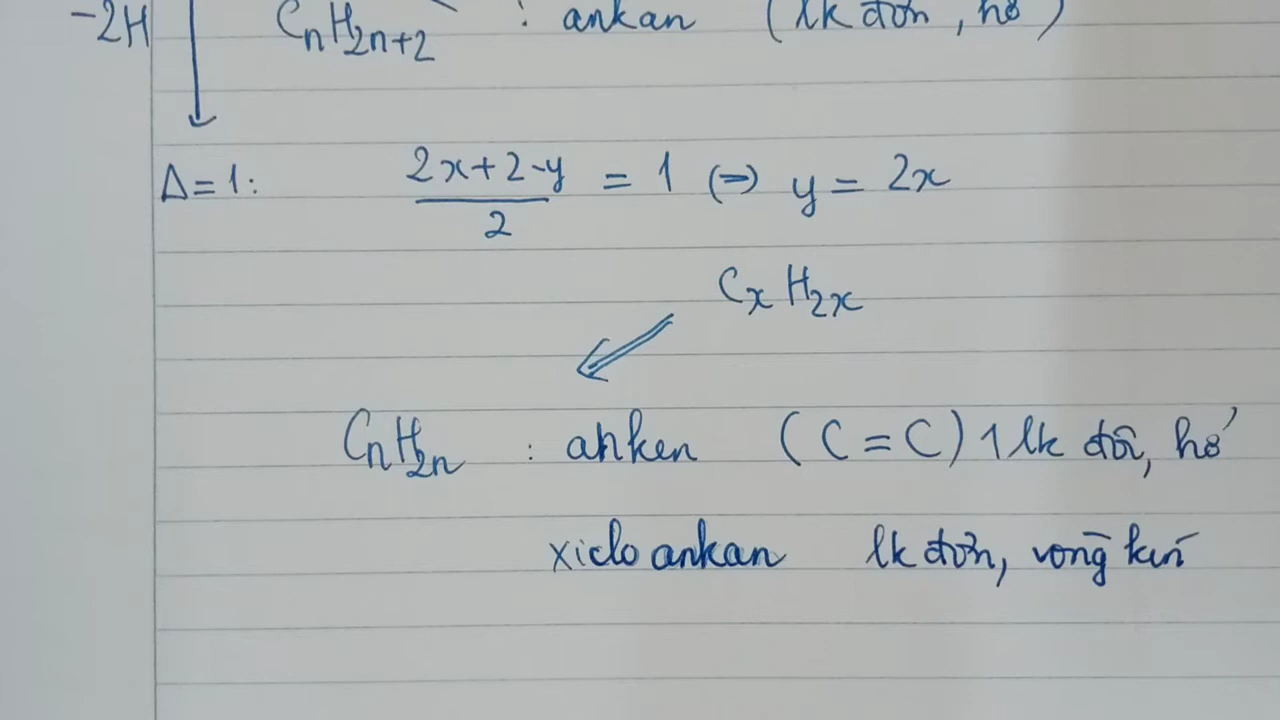 -2H CnH2n+2 : ankan (lk đơn, hở)
Δ=1: (2x+2-y)/2 = 1 (=) y = 2x
CxH2x
CnH2n : anken (C=C) 1 lk đôi, hở
xicloankan lk đơn, vòng kín